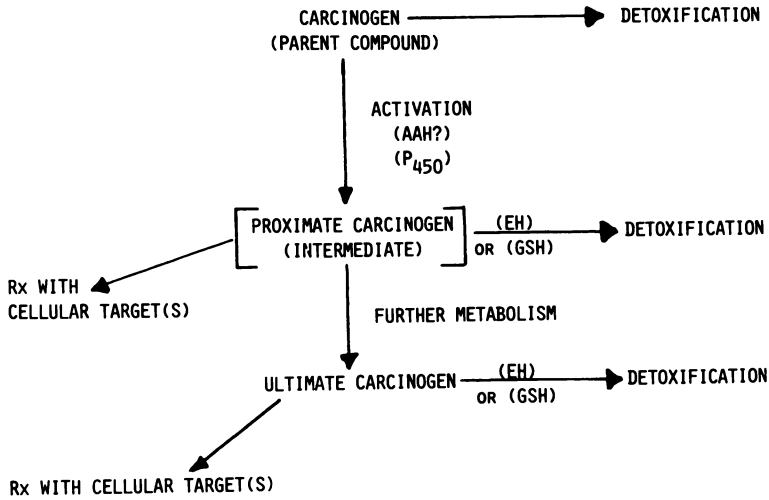 CARCINOGEN
(PARENT COMPOUND)
DETOXIFICATION
ACTIVATION
(AAH?)
(P450)
PROXIMATE CARCINOGEN
(INTERMEDIATE)
(EH)
OR (GSH)
DETOXIFICATION
Rx WITH
CELLULAR TARGET(S)
FURTHER METABOLISM
ULTIMATE CARCINOGEN
(EH)
OR (GSH)
DETOXIFICATION
Rx WITH CELLULAR TARGET(S)